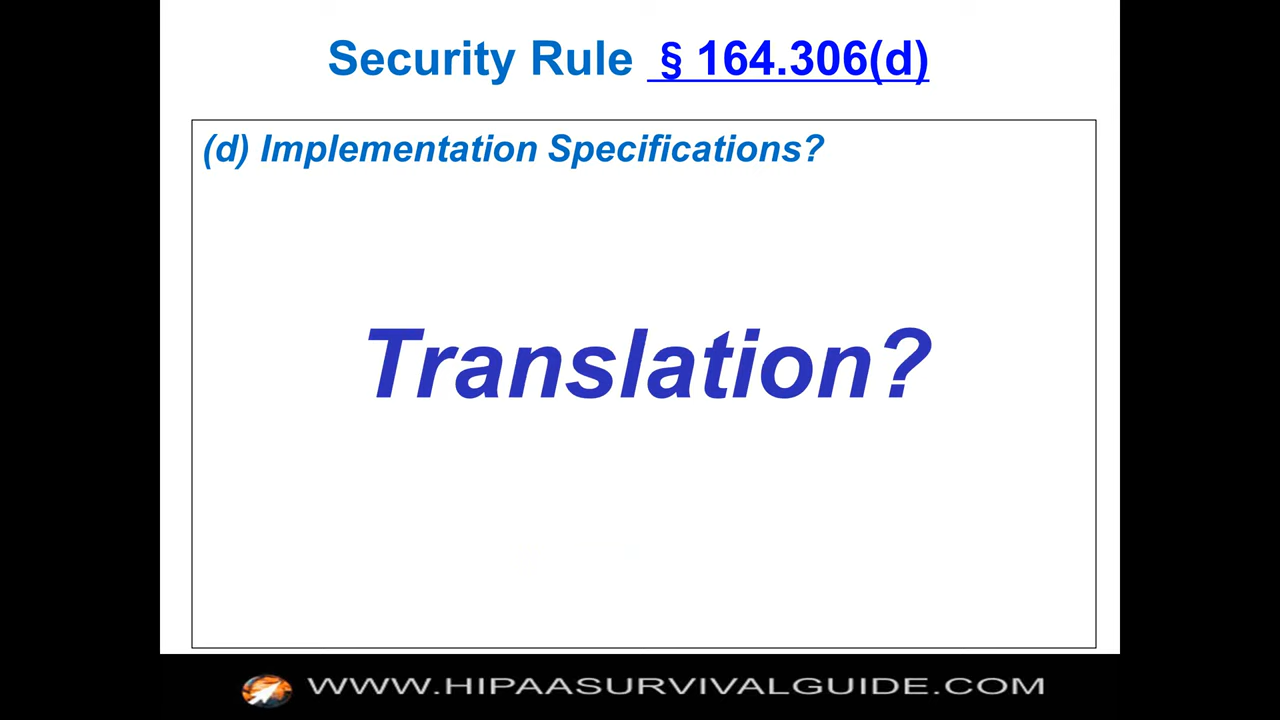 Security Rule § 164.306(d)
(d) Implementation Specifications?
Translation?
WWW.HIPAASURVIVALGUIDE.COM